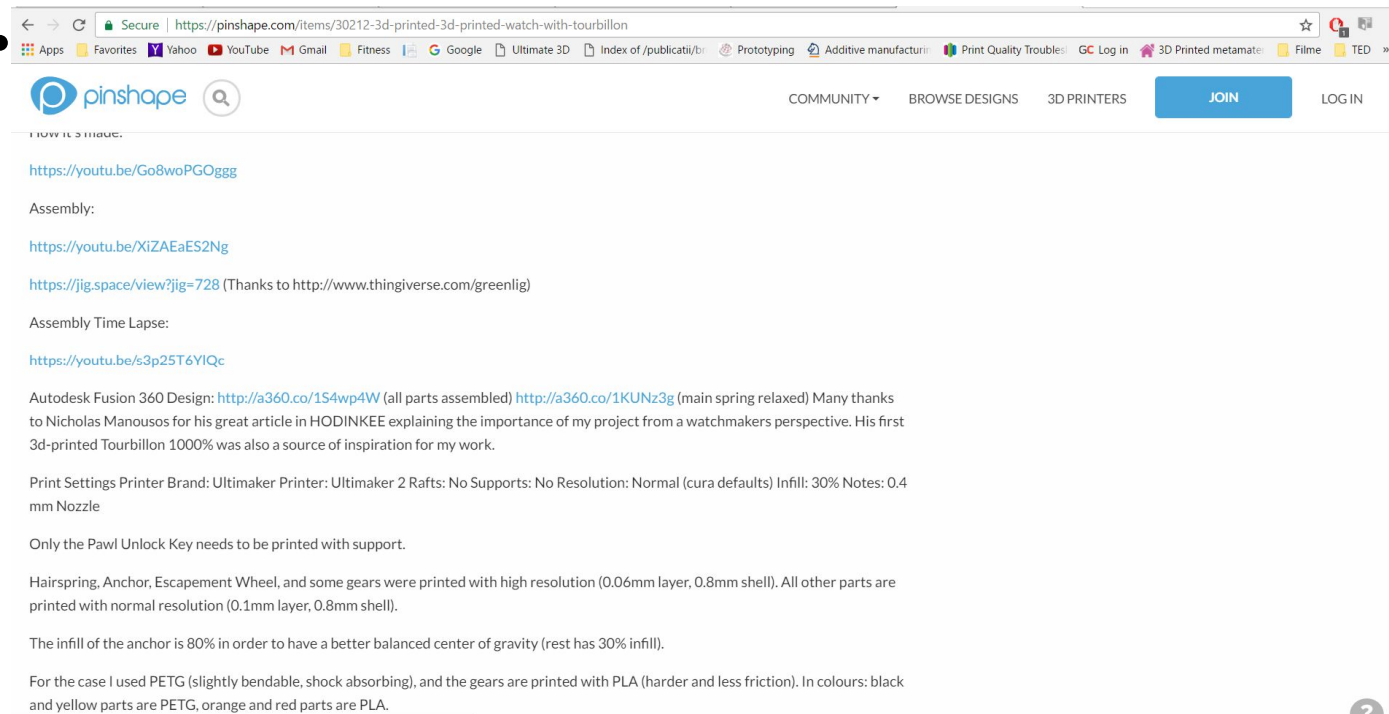 Secure | https://pinshape.com/items/30212-3d-printed-3d-printed-watch-with-tourbillon
Apps Favorites Yahoo YouTube Gmail Fitness Google Ultimate 3D Index of /publicatii/b Prototyping Additive manufacturin Print Quality Troubles GC Log in 3D Printed metamate Filme TED »
pinshape COMMUNITY BROWSE DESIGNS 3D PRINTERS JOIN LOG IN
How it's made:
https://youtu.be/Go8woPGOggg
Assembly:
https://youtu.be/XiZAEaES2Ng
https://jig.space/view?jig=728 (Thanks to http://www.thingiverse.com/greenlig)
Assembly Time Lapse:
https://youtu.be/s3p25T6YlQc
Autodesk Fusion 360 Design: http://a360.co/1S4wp4W (all parts assembled) http://a360.co/1KUNz3g (main spring relaxed) Many thanks
to Nicholas Manousos for his great article in HODINKEE explaining the importance of my project from a watchmakers perspective. His first
3d-printed Tourbillon 1000% was also a source of inspiration for my work.
Print Settings Printer Brand: Ultimaker Printer: Ultimaker 2 Rafts: No Supports: No Resolution: Normal (cura defaults) Infill: 30% Notes: 0.4
mm Nozzle
Only the Pawl Unlock Key needs to be printed with support.
Hairspring, Anchor, Escapement Wheel, and some gears were printed with high resolution (0.06mm layer, 0.8mm shell). All other parts are
printed with normal resolution (0.1mm layer, 0.8mm shell).
The infill of the anchor is 80% in order to have a better balanced center of gravity (rest has 30% infill).
For the case I used PETG (slightly bendable, shock absorbing), and the gears are printed with PLA (harder and less friction). In colours: black
and yellow parts are PETG, orange and red parts are PLA.
?